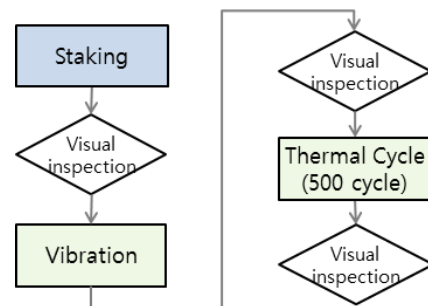 Staking
Visual
inspection
Vibration
Visual
inspection
Thermal Cycle
(500 cycle)
Visual
inspection